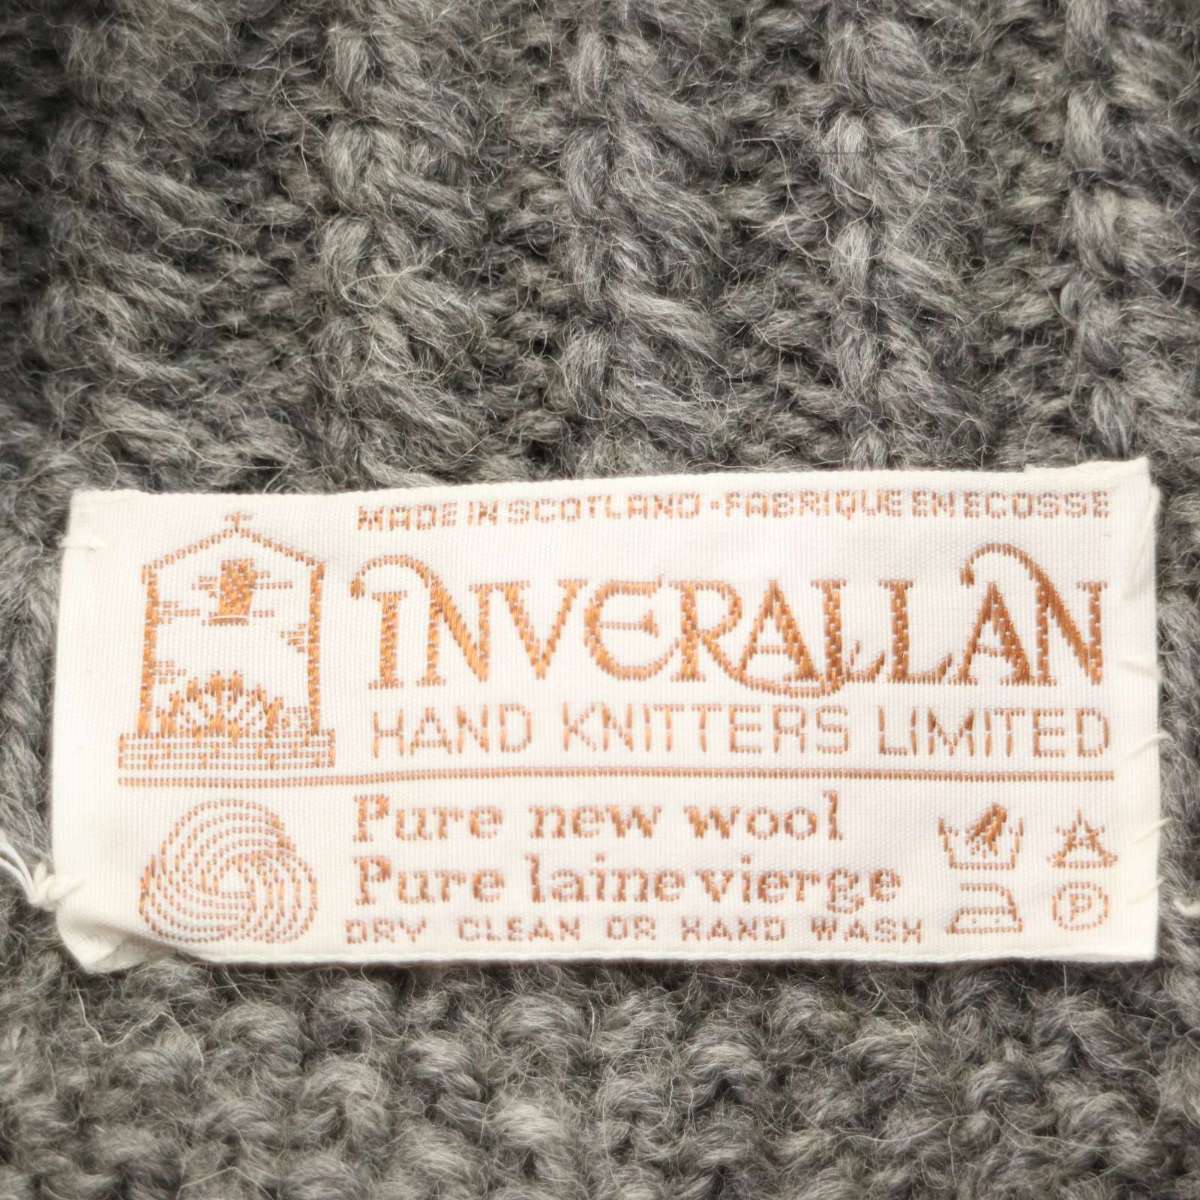 MADE IN SCOTLAND • FABRIQUE EN ECOSSE
INVERALLAN
HAND KNITTERS LIMITED
Pure new wool
Pure laine vierge
DRY CLEAN OR HAND WASH
A
P